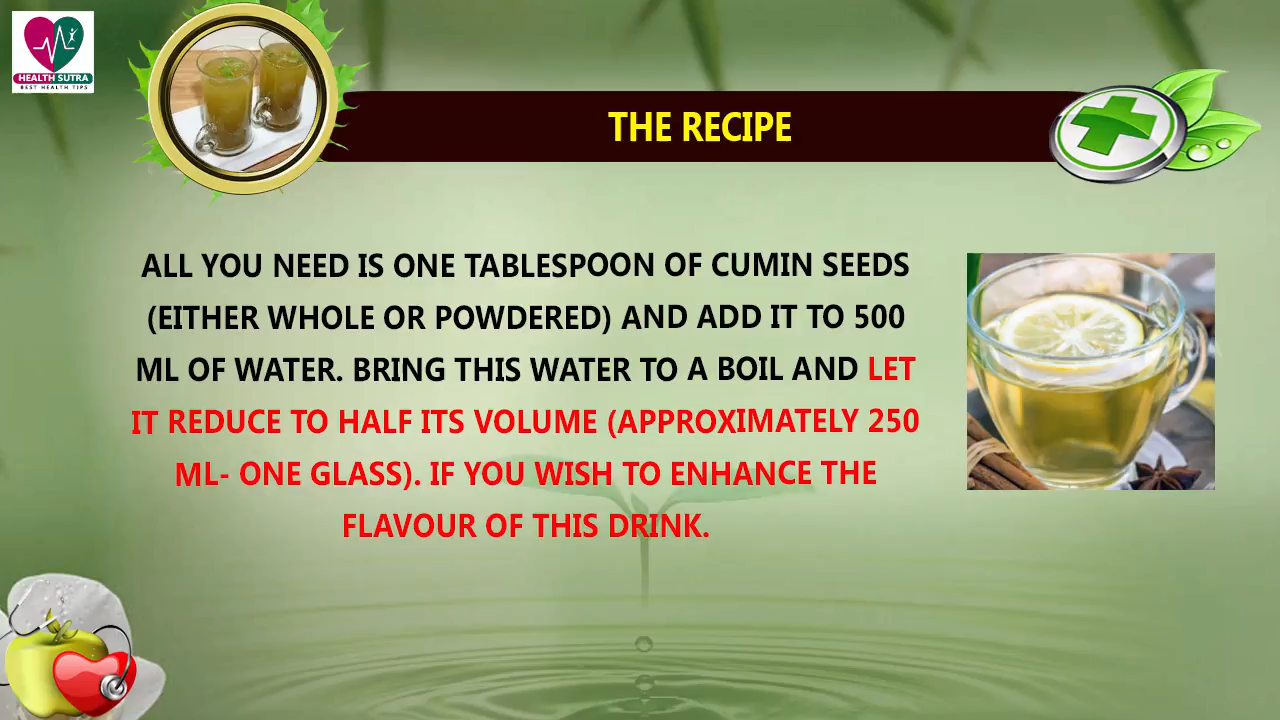 HEALTH SUTRA
BEST HEALTH TIPS
THE RECIPE
ALL YOU NEED IS ONE TABLESPOON OF CUMIN SEEDS
(EITHER WHOLE OR POWDERED) AND ADD IT TO 500
ML OF WATER. BRING THIS WATER TO A BOIL AND LET
IT REDUCE TO HALF ITS VOLUME (APPROXIMATELY 250
ML- ONE GLASS). IF YOU WISH TO ENHANCE THE
FLAVOUR OF THIS DRINK.